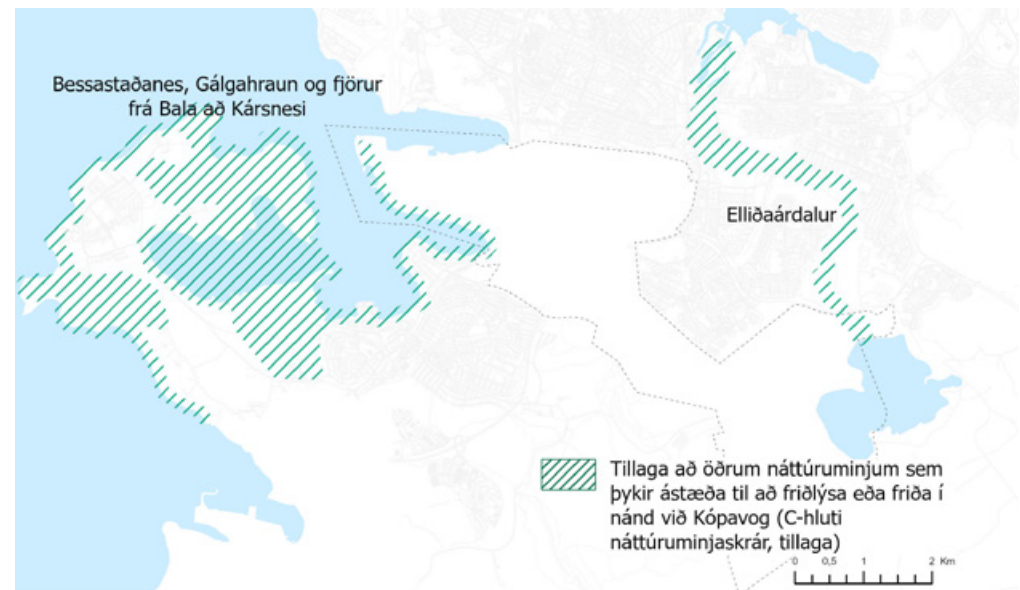 Bessastaðanes, Gálgahraun og fjörur
frá Bala að Kársnesi
Elliðaárdalur
Tillaga að öðrum náttúruminjum sem
þykir ástæða til að friðlýsa eða friða í
nánd við Kópavog (C-hluti
náttúruminjaskrár, tillaga)
0 0,5 1 2 Km